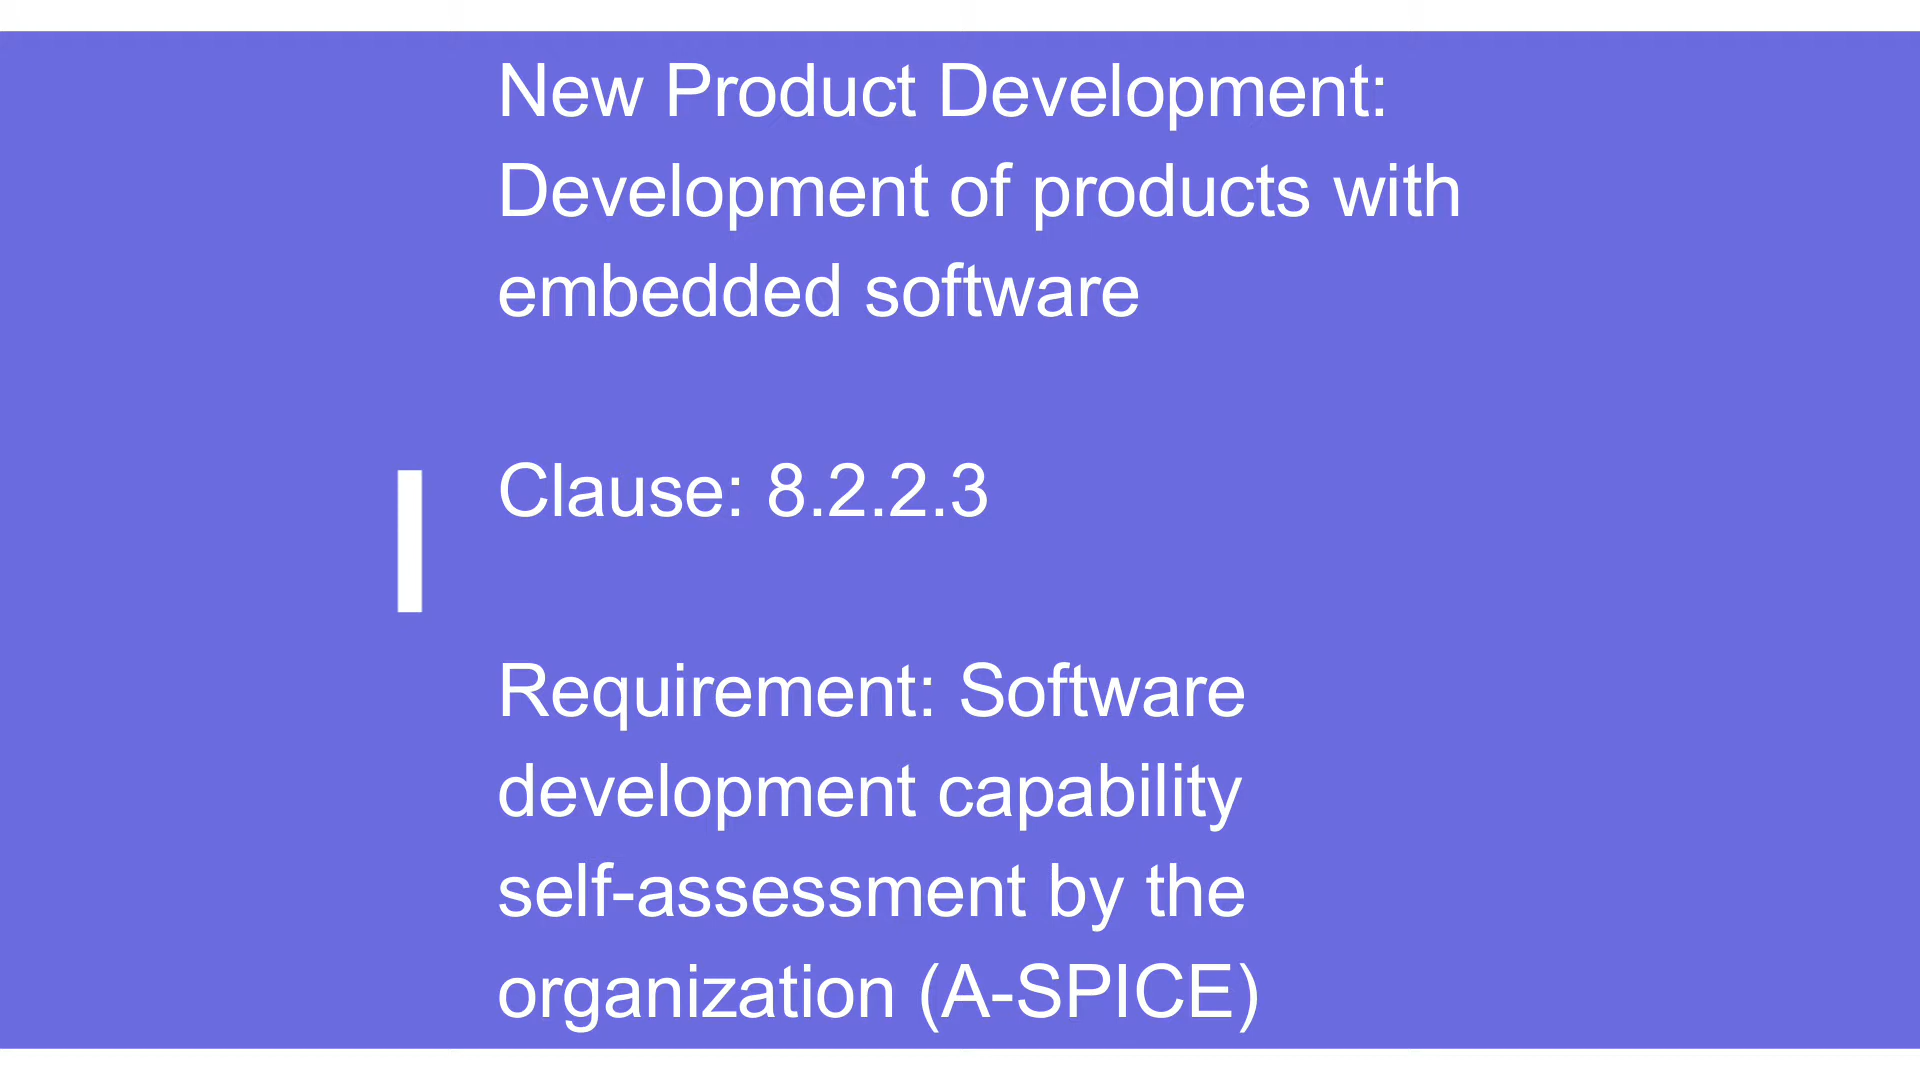 New Product Development:
Development of products with
embedded software
Clause: 8.2.2.3
Requirement: Software
development capability
self-assessment by the
organization (A-SPICE)